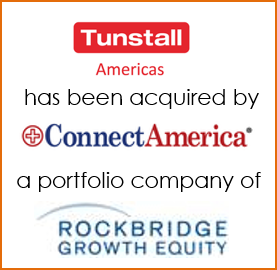 Tunstall
Americas
has been acquired by
ConnectAmerica®
a portfolio company of
ROCKBRIDGE
GROWTH EQUITY